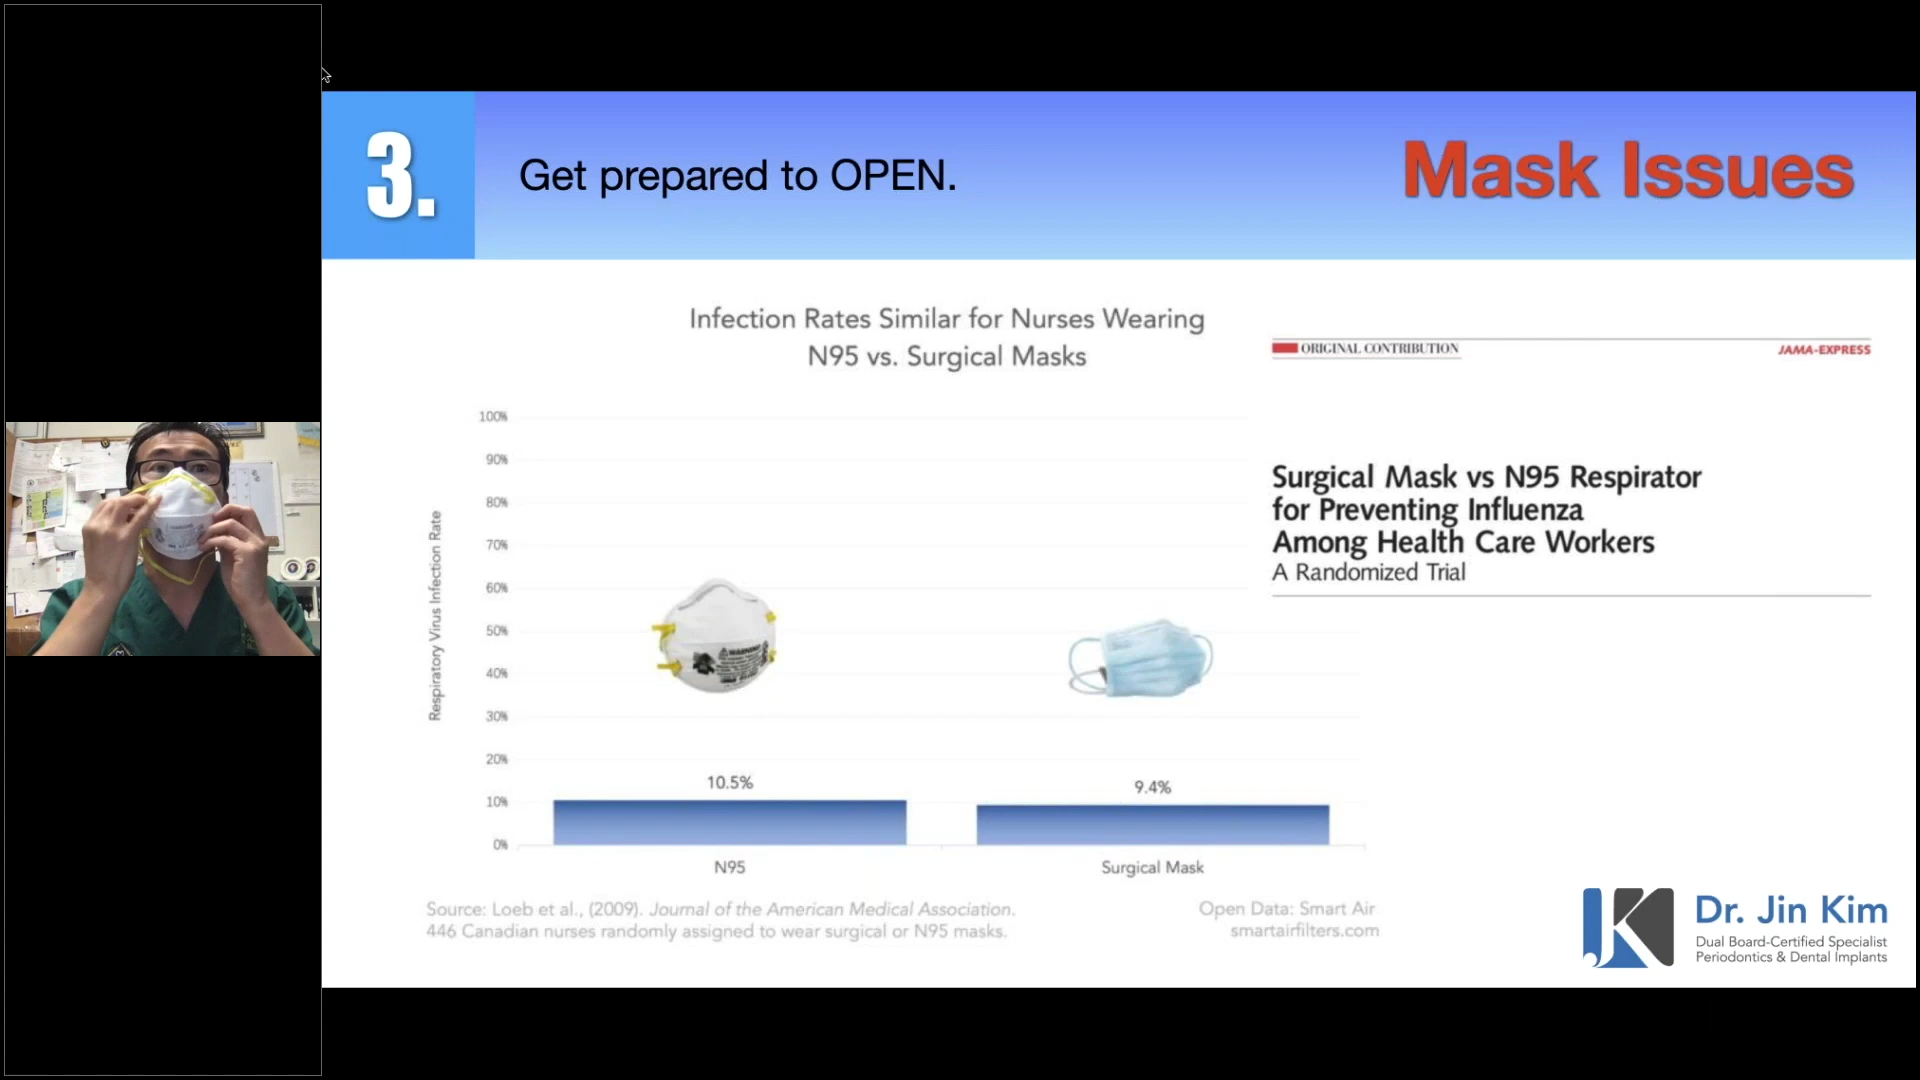 3.
Get prepared to OPEN.
Mask Issues
Infection Rates Similar for Nurses Wearing
N95 vs. Surgical Masks
Respiratory Virus Infection Rate
100%
90%
80%
70%
60%
50%
40%
30%
20%
10%
0%
10.5%
9.4%
N95
Surgical Mask
Source: Loeb et al., (2009). Journal of the American Medical Association.
446 Canadian nurses randomly assigned to wear surgical or N95 masks.
Open Data: Smart Air
smartairfilters.com
ORIGINAL CONTRIBUTION
JAMA-EXPRESS
Surgical Mask vs N95 Respirator
for Preventing Influenza
Among Health Care Workers
A Randomized Trial
JK
Dr. Jin Kim
Dual Board-Certified Specialist
Periodontics & Dental Implants